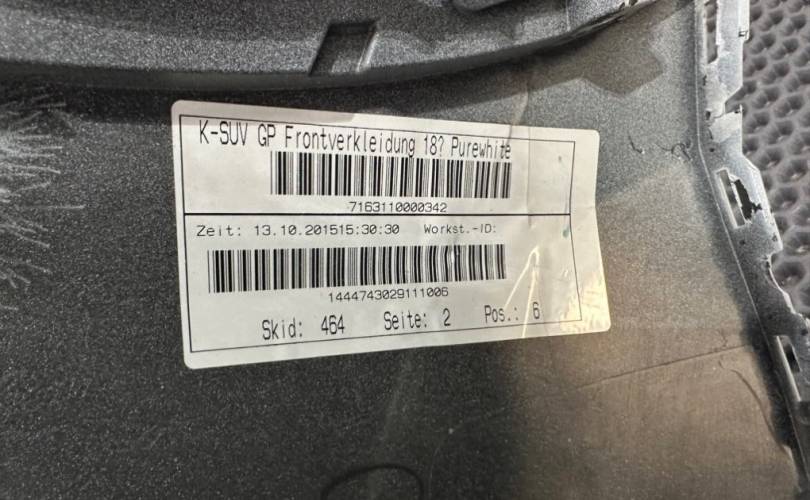 K-SUV GP Frontverkleidung 18? Purewhite
7163110000342
Zeit: 13.10.201515:30:30 Workst.-ID:
1444743029111006
Skid: 464 Seite: 2 Pos.: 6